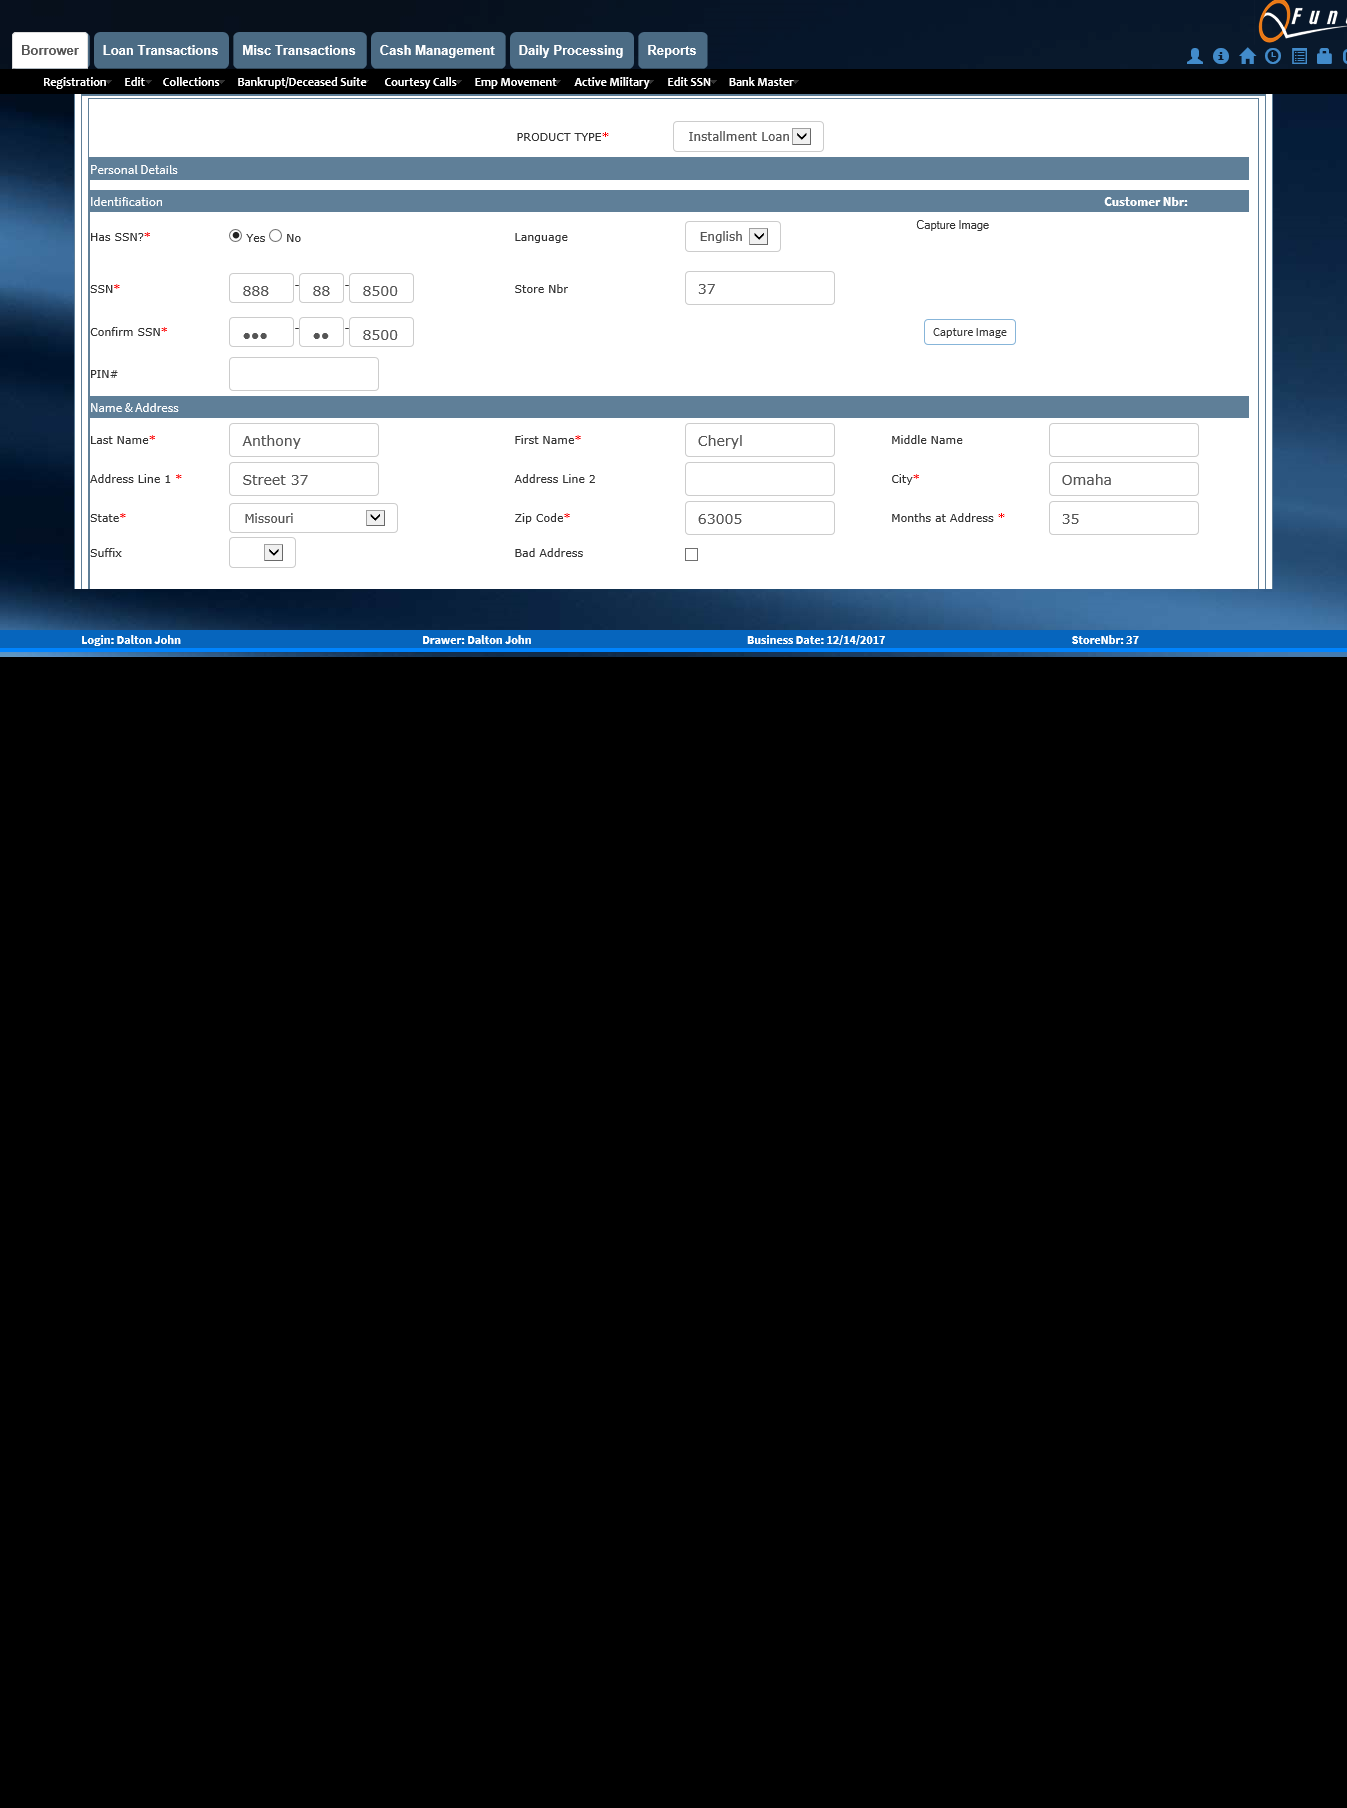 Fun
Borrower Loan Transactions Misc Transactions Cash Management Daily Processing Reports
Registration Edit Collections Bankrupt/Deceased Suite Courtesy Calls Emp Movement Active Military Edit SSN Bank Master
PRODUCT TYPE* Installment Loan
Personal Details
Identification Customer Nbr:
Has SSN?* Yes No Language English Capture Image
SSN* 888 - 88 - 8500 Store Nbr 37
Confirm SSN* ●●● - ●● - 8500 Capture Image
PIN#
Name & Address
Last Name* Anthony First Name* Cheryl Middle Name
Address Line 1 * Street 37 Address Line 2 City* Omaha
State* Missouri Zip Code* 63005 Months at Address * 35
Suffix Bad Address
Login: Dalton John Drawer: Dalton John Business Date: 12/14/2017 StoreNbr: 37